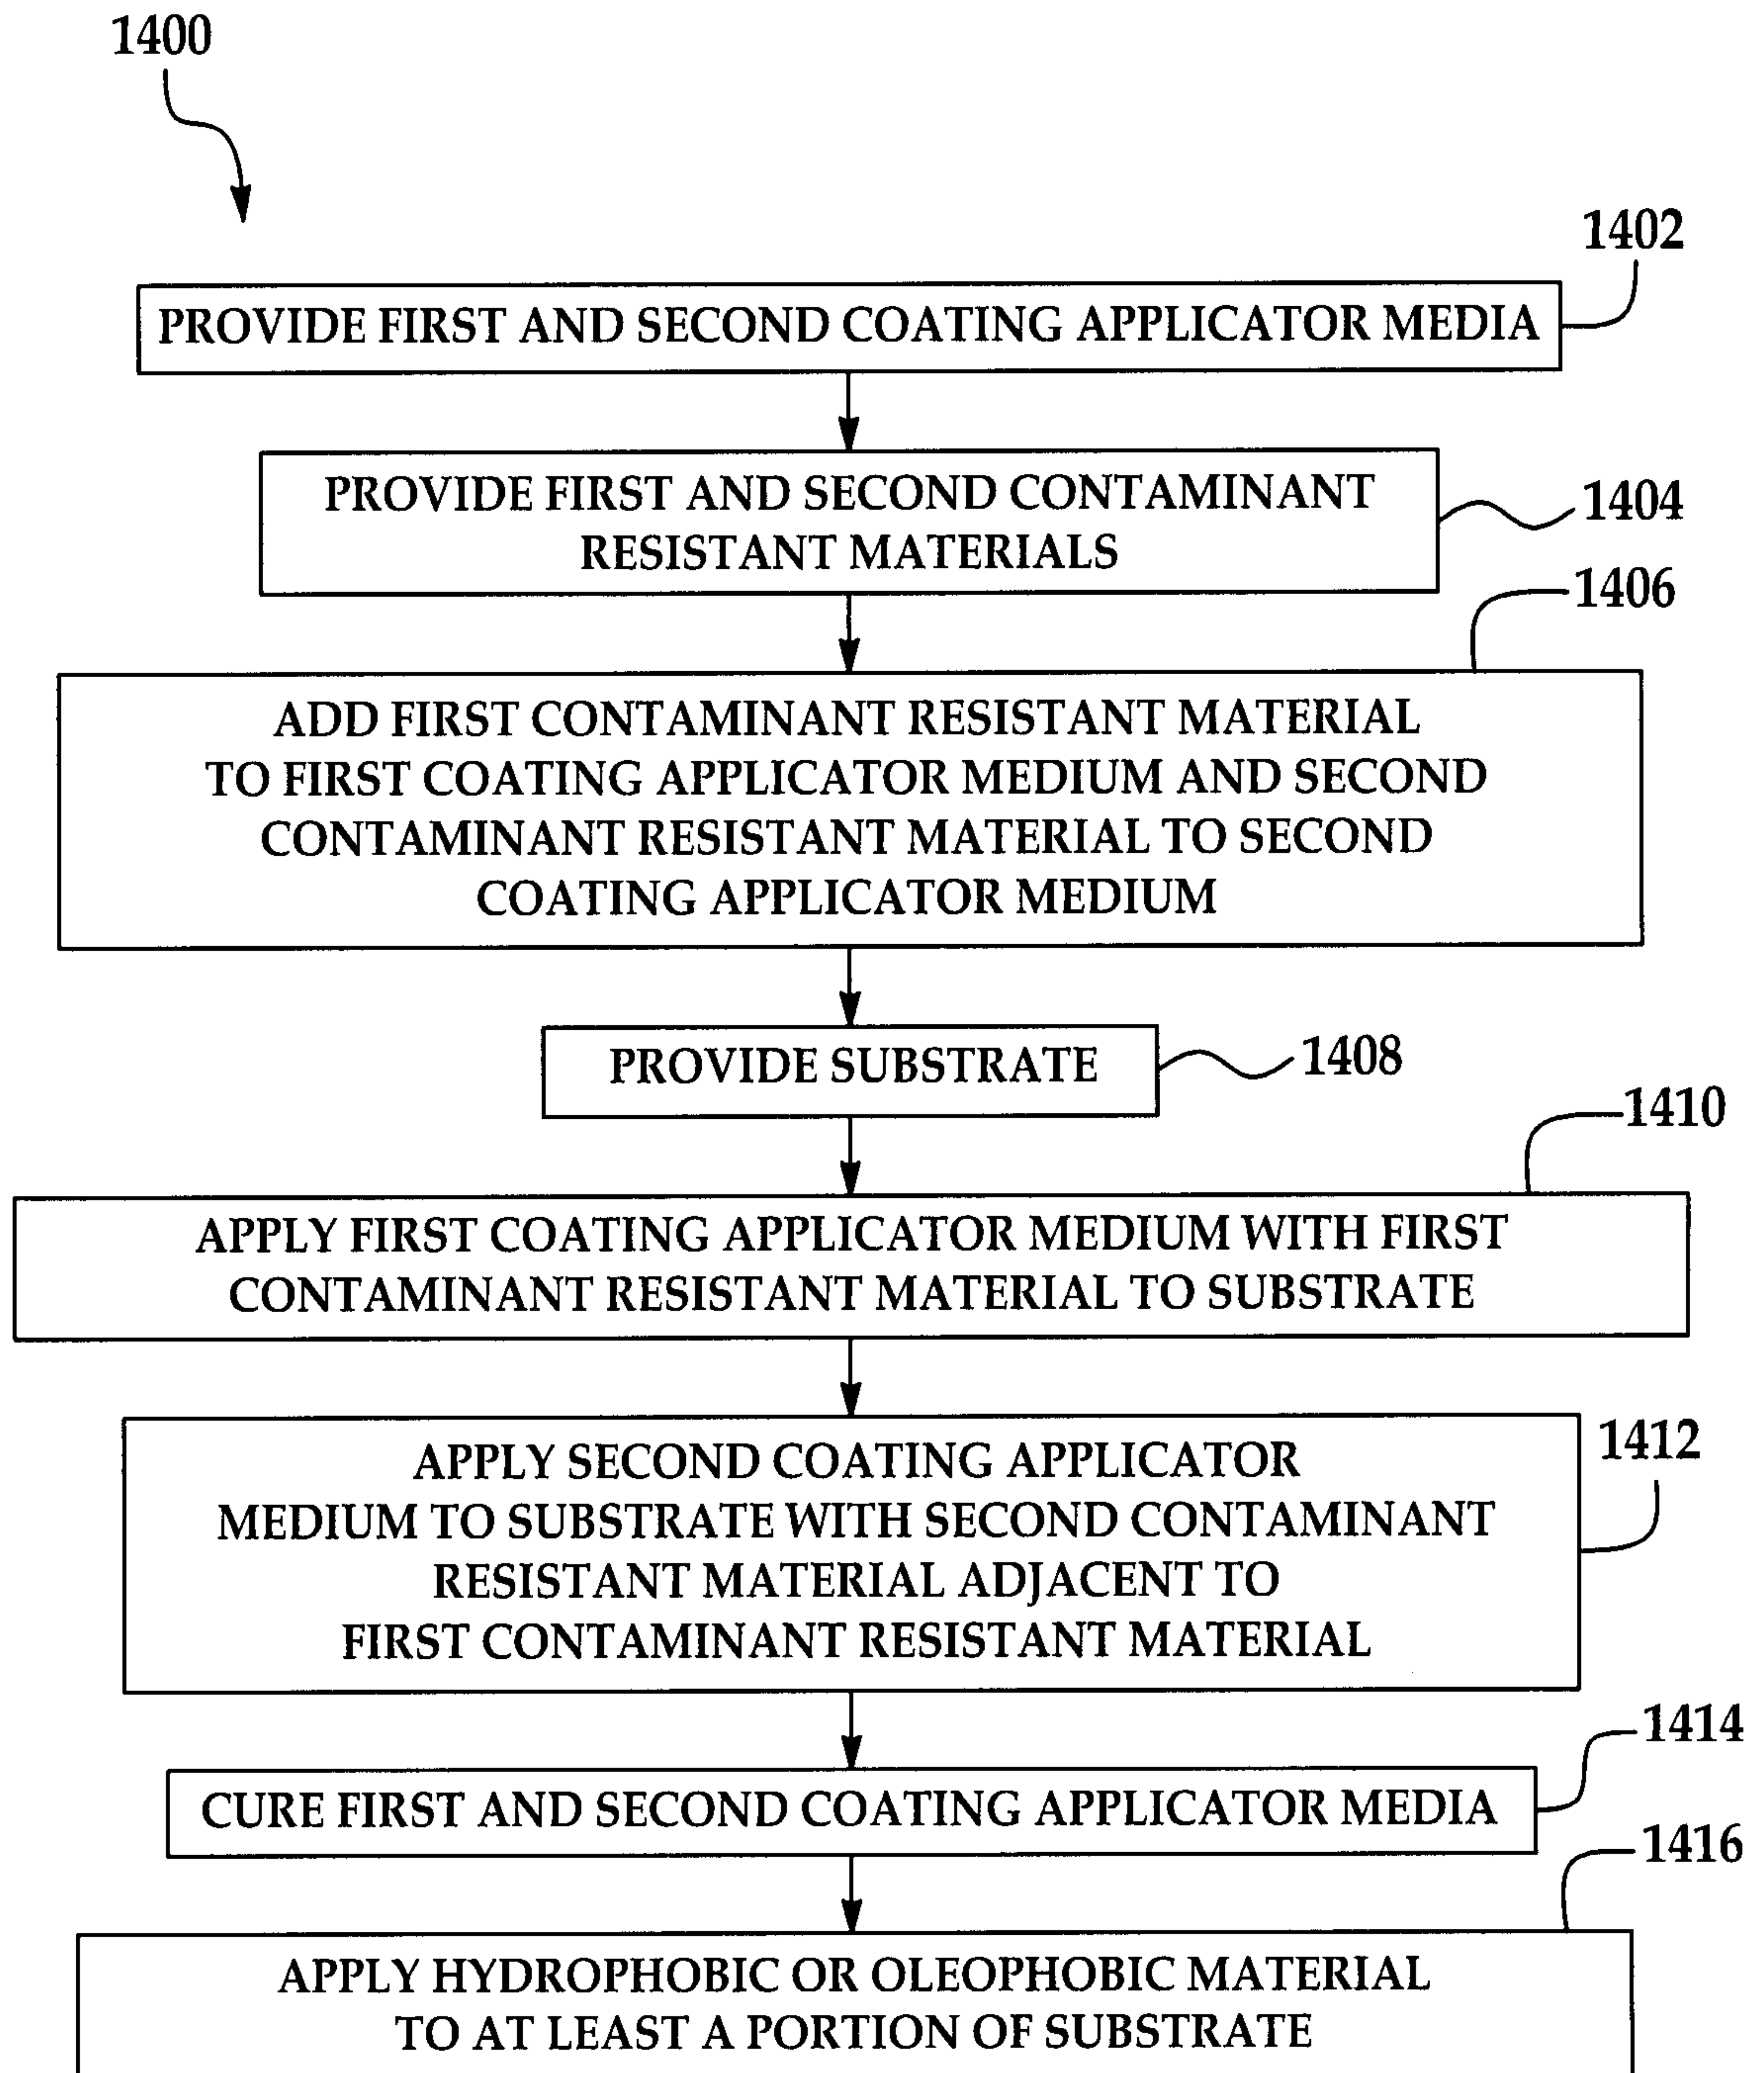 1400
1402
PROVIDE FIRST AND SECOND COATING APPLICATOR MEDIA
PROVIDE FIRST AND SECOND CONTAMINANT
RESISTANT MATERIALS
1404
1406
ADD FIRST CONTAMINANT RESISTANT MATERIAL
TO FIRST COATING APPLICATOR MEDIUM AND SECOND
CONTAMINANT RESISTANT MATERIAL TO SECOND
COATING APPLICATOR MEDIUM
PROVIDE SUBSTRATE
1408
1410
APPLY FIRST COATING APPLICATOR MEDIUM WITH FIRST
CONTAMINANT RESISTANT MATERIAL TO SUBSTRATE
1412
APPLY SECOND COATING APPLICATOR
MEDIUM TO SUBSTRATE WITH SECOND CONTAMINANT
RESISTANT MATERIAL ADJACENT TO
FIRST CONTAMINANT RESISTANT MATERIAL
1414
CURE FIRST AND SECOND COATING APPLICATOR MEDIA
1416
APPLY HYDROPHOBIC OR OLEOPHOBIC MATERIAL
TO AT LEAST A PORTION OF SUBSTRATE